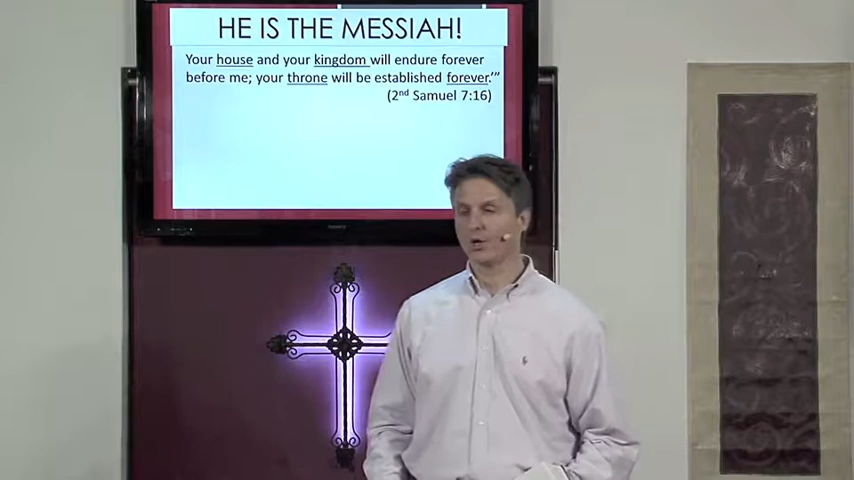 HE IS THE MESSIAH!
Your house and your kingdom will endure forever
before me; your throne will be established forever.’”
(2nd Samuel 7:16)
SONY